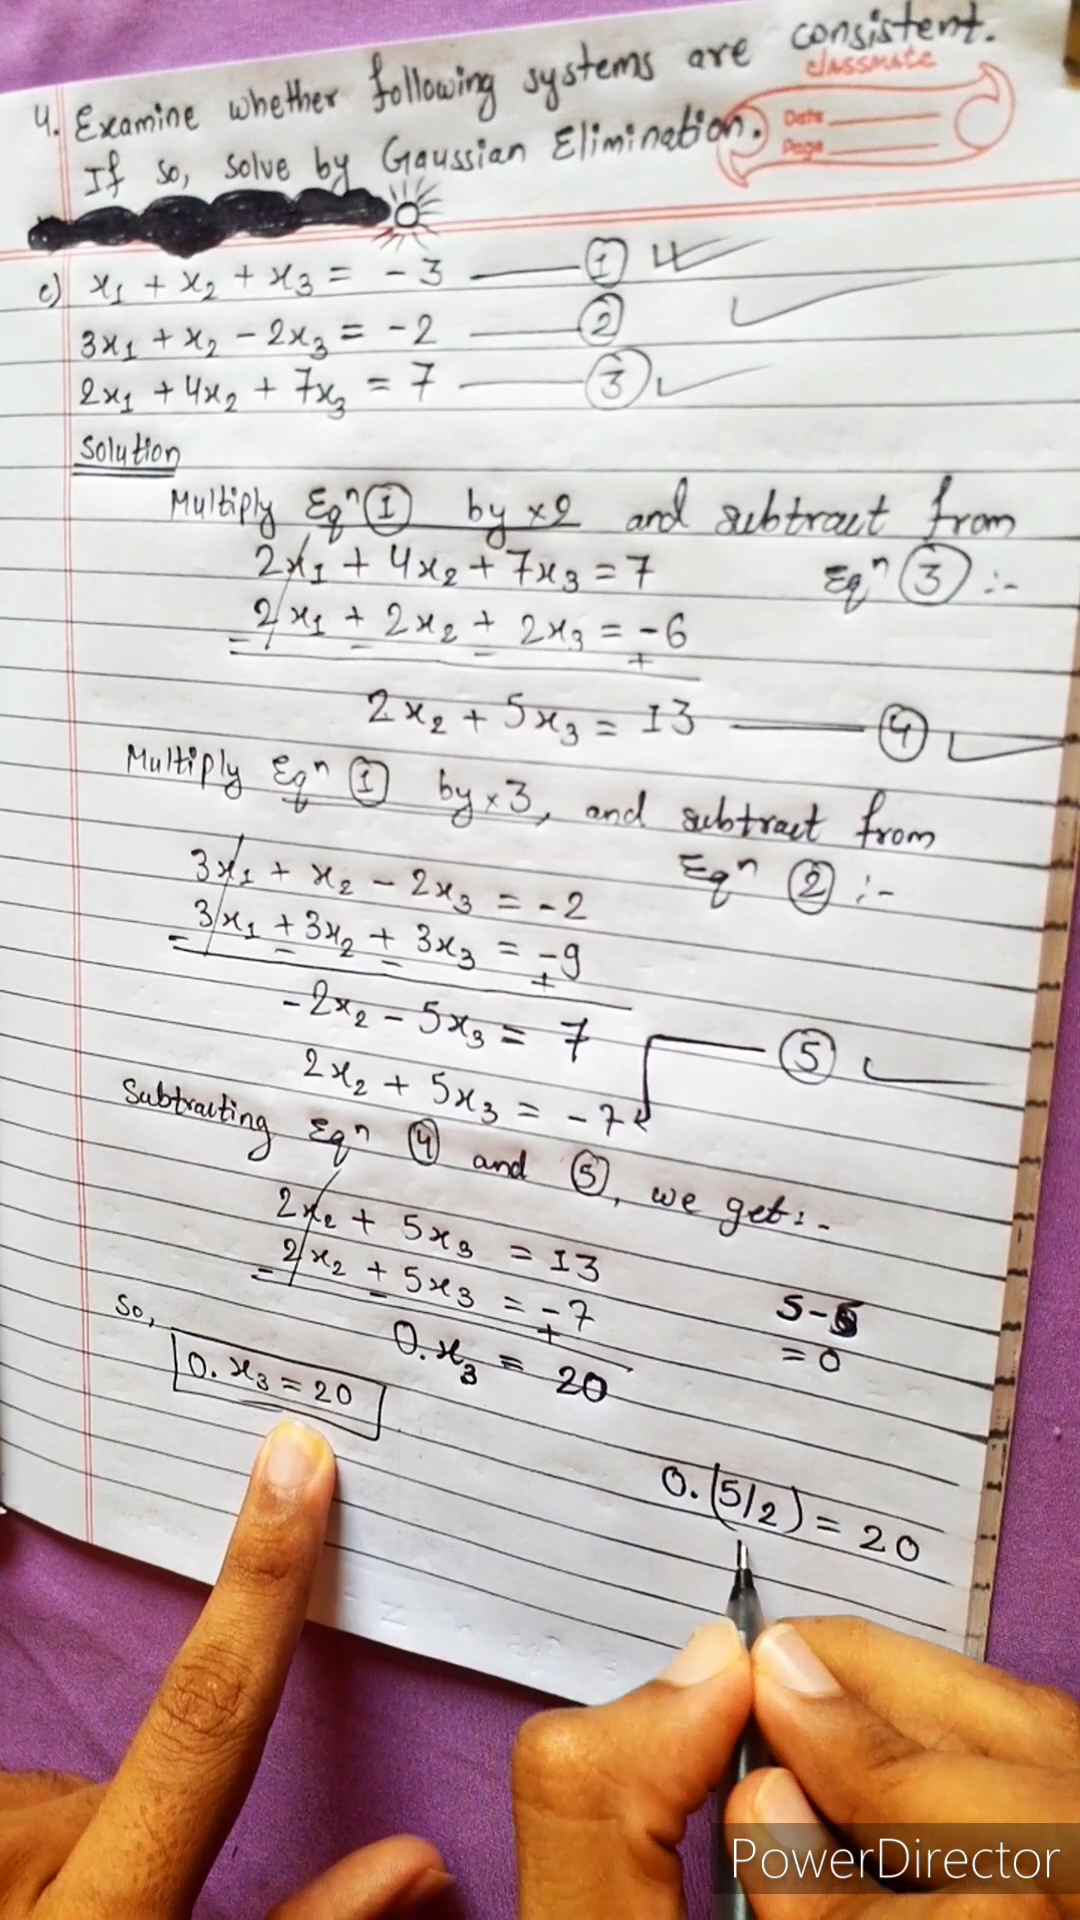 4. Examine whether following systems are consistent.
If so, solve by Gaussian Elimination.
classmate
Date
Page
c) x₁ + x₂ + x₃ = -3 ——— ①
3x₁ + x₂ - 2x₃ = -2 ——— ②
2x₁ + 4x₂ + 7x₃ = 7 ——— ③
Solution
Multiply Eqⁿ ① by ×2 and subtract from
Eqⁿ ③ :-
2x₁ + 4x₂ + 7x₃ = 7
2x₁ + 2x₂ + 2x₃ = -6
- - - +
2x₂ + 5x₃ = 13 ——— ④
Multiply Eqⁿ ① by ×3, and subtract from
Eqⁿ ② :-
3x₁ + x₂ - 2x₃ = -2
3x₁ + 3x₂ + 3x₃ = -9
- - - +
-2x₂ - 5x₃ = 7
2x₂ + 5x₃ = -7 ——— ⑤
Subtracting Eqⁿ ④ and ⑤, we get :-
2x₂ + 5x₃ = 13
2x₂ + 5x₃ = -7
- - +
0.x₃ = 20
5-5
= 0
So,
0. x₃ = 20
0.(5/2) = 20
PowerDirector